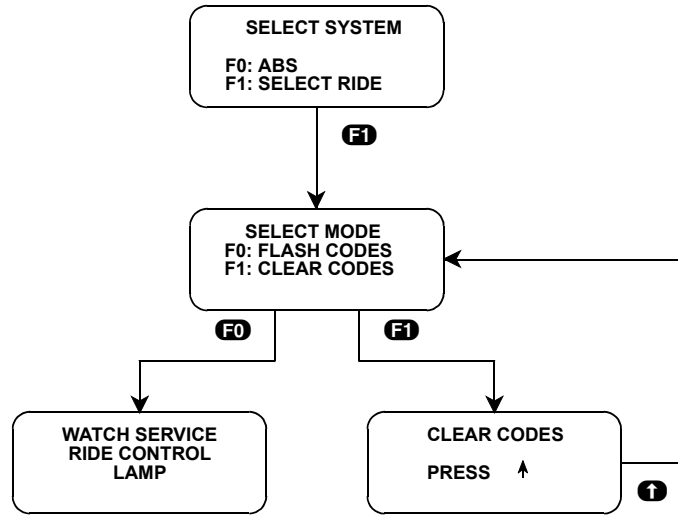 SELECT SYSTEM
F0: ABS
F1: SELECT RIDE
F1
SELECT MODE
F0: FLASH CODES
F1: CLEAR CODES
F0
F1
WATCH SERVICE
RIDE CONTROL
LAMP
CLEAR CODES
PRESS ↑
↑